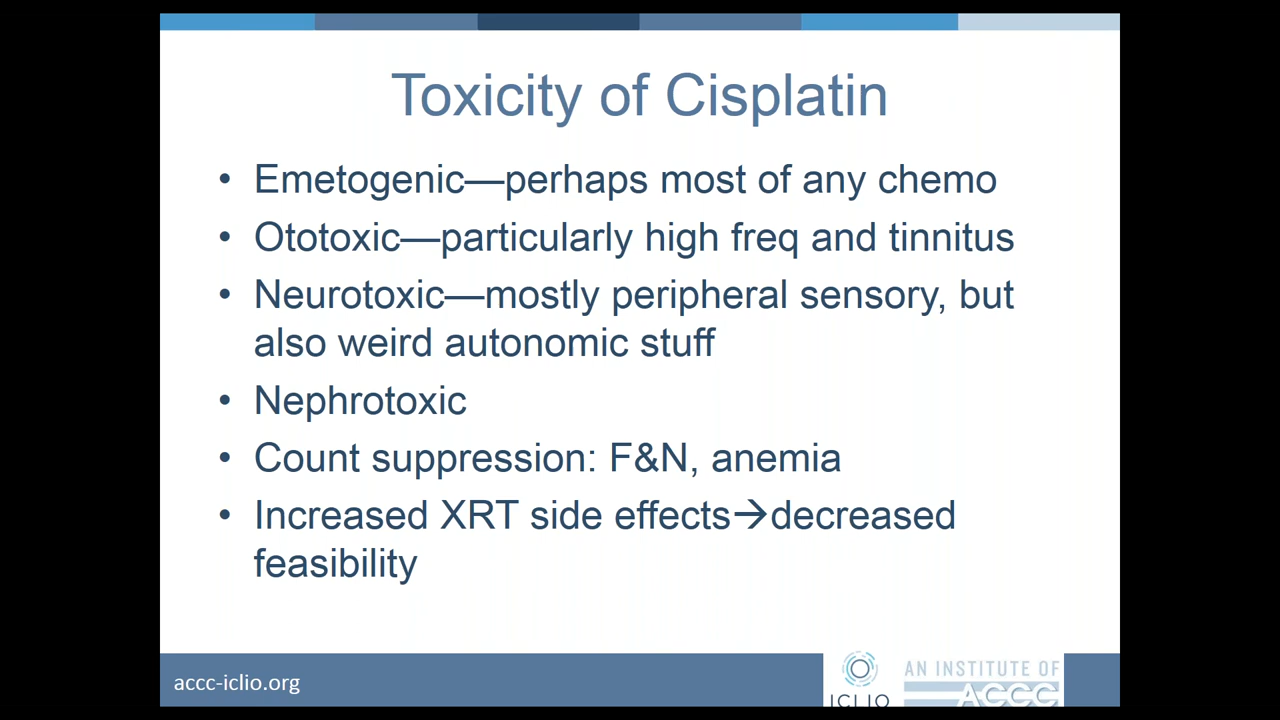 Toxicity of Cisplatin
• Emetogenic—perhaps most of any chemo
• Ototoxic—particularly high freq and tinnitus
• Neurotoxic—mostly peripheral sensory, but
also weird autonomic stuff
• Nephrotoxic
• Count suppression: F&N, anemia
• Increased XRT side effects→decreased
feasibility
accc-iclio.org
ICLIO
AN INSTITUTE OF
ACCC